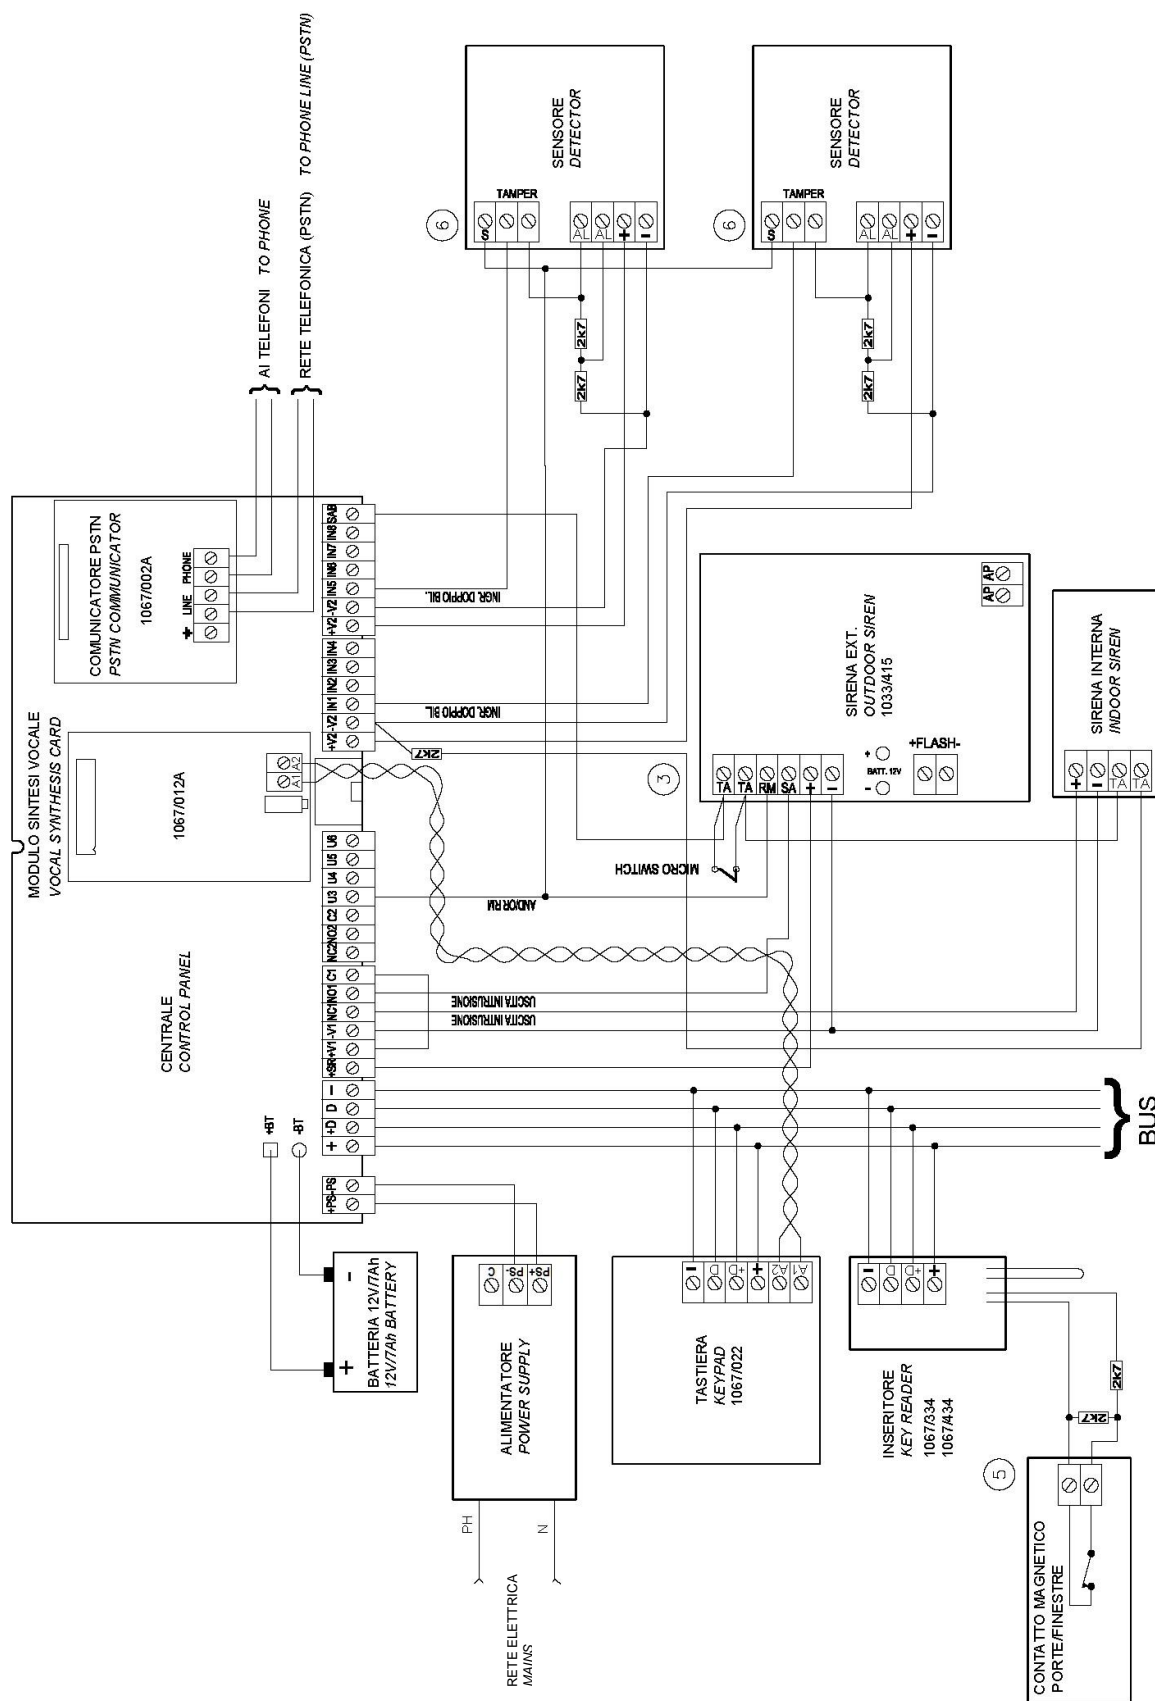 MODULO SINTESI VOCALE
VOCAL SYNTHESIS CARD
CENTRALE
CONTROL PANEL
1067/012A
A1 A2
COMUNICATORE PSTN
PSTN COMMUNICATOR
1067/002A
LINE PHONE
AI TELEFONI TO PHONE
RETE TELEFONICA (PSTN) TO PHONE LINE (PSTN)
+BT
-BT
+PS -PS
+ +D D -
+SR +V1 -V1 NC1 NO1 C1
NC2 NO2 C2 U3 U4 U5 U6
+V2 -V2 IN1 IN2 IN3 IN4
+V2 -V2 IN5 IN6 IN7 IN8 SAB
- +
BATTERIA 12V/7Ah
12V/7Ah BATTERY
ALIMENTATORE
POWER SUPPLY
PS+ PS- C
PH
N
RETE ELETTRICA
MAINS
TASTIERA
KEYPAD
1067/022
- D +D + A2 A1
INSERITORE
KEY READER
1067/334
1067/434
- D +D +
2k7
2k7
5
CONTATTO MAGNETICO
PORTE/FINESTRE
BUS
USCITA INTRUSIONE
USCITA INTRUSIONE
AND/OR RM
MICRO SWITCH
2k7
INGR. DOPPIO BIL.
INGR. DOPPIO BIL.
3
SIRENA EXT.
OUTDOOR SIREN
1033/415
TA TA RM SA + -
+
BATT. 12V
-
+FLASH-
AP AP
SIRENA INTERNA
INDOOR SIREN
+ - TA TA
6
SENSORE
DETECTOR
TAMPER
S
AL AL + -
2k7 2k7
6
SENSORE
DETECTOR
TAMPER
S
AL AL + -
2k7 2k7